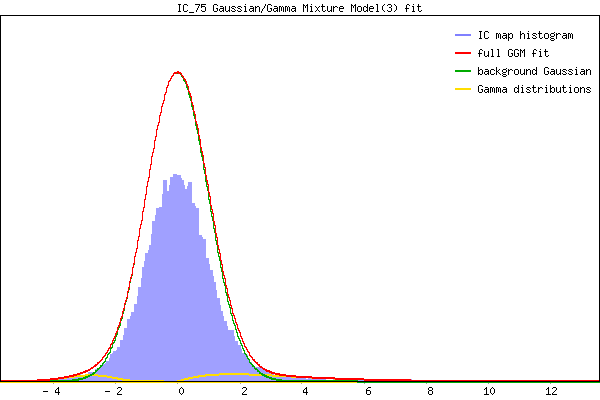 IC_75 Gaussian/Gamma Mixture Model(3) fit
IC map histogram
full GGM fit
background Gaussian
Gamma distributions
-4 -2 0 2 4 6 8 10 12